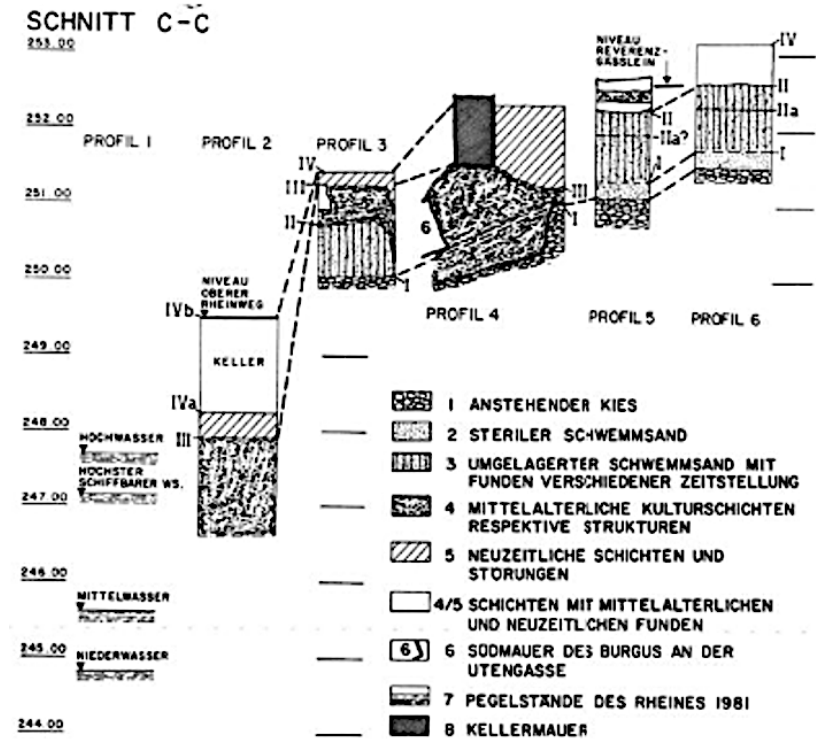 SCHNITT C-C
253.00
252.00
251.00
250.00
249.00
248.00
247.00
246.00
245.00
244.00
PROFIL 1
HOCHWASSER
HÖCHSTER
SCHIFFBARER WS.
MITTELWASSER
NIEDERWASSER
PROFIL 2
NIVEAU
OBERER
RHEINWEG
IVb
KELLER
IVa
III
PROFIL 3
IV
III
II
I
6
III
I
PROFIL 4
NIVEAU
REVERENZ-
GÄSSLEIN
II
IIa?
I
PROFIL 5
IV
II
IIa
I
PROFIL 6
1 ANSTEHENDER KIES
2 STERILER SCHWEMMSAND
3 UMGELAGERTER SCHWEMMSAND MIT
FUNDEN VERSCHIEDENER ZEITSTELLUNG
4 MITTELALTERLICHE KULTURSCHICHTEN
RESPEKTIVE STRUKTUREN
5 NEUZEITLICHE SCHICHTEN UND
STÖRUNGEN
4/5 SCHICHTEN MIT MITTELALTERLICHEN
UND NEUZEITLICHEN FUNDEN
6 6 SÜDMAUER DES BURGUS AN DER
UTENGASSE
7 PEGELSTÄNDE DES RHEINES 1981
8 KELLERMAUER